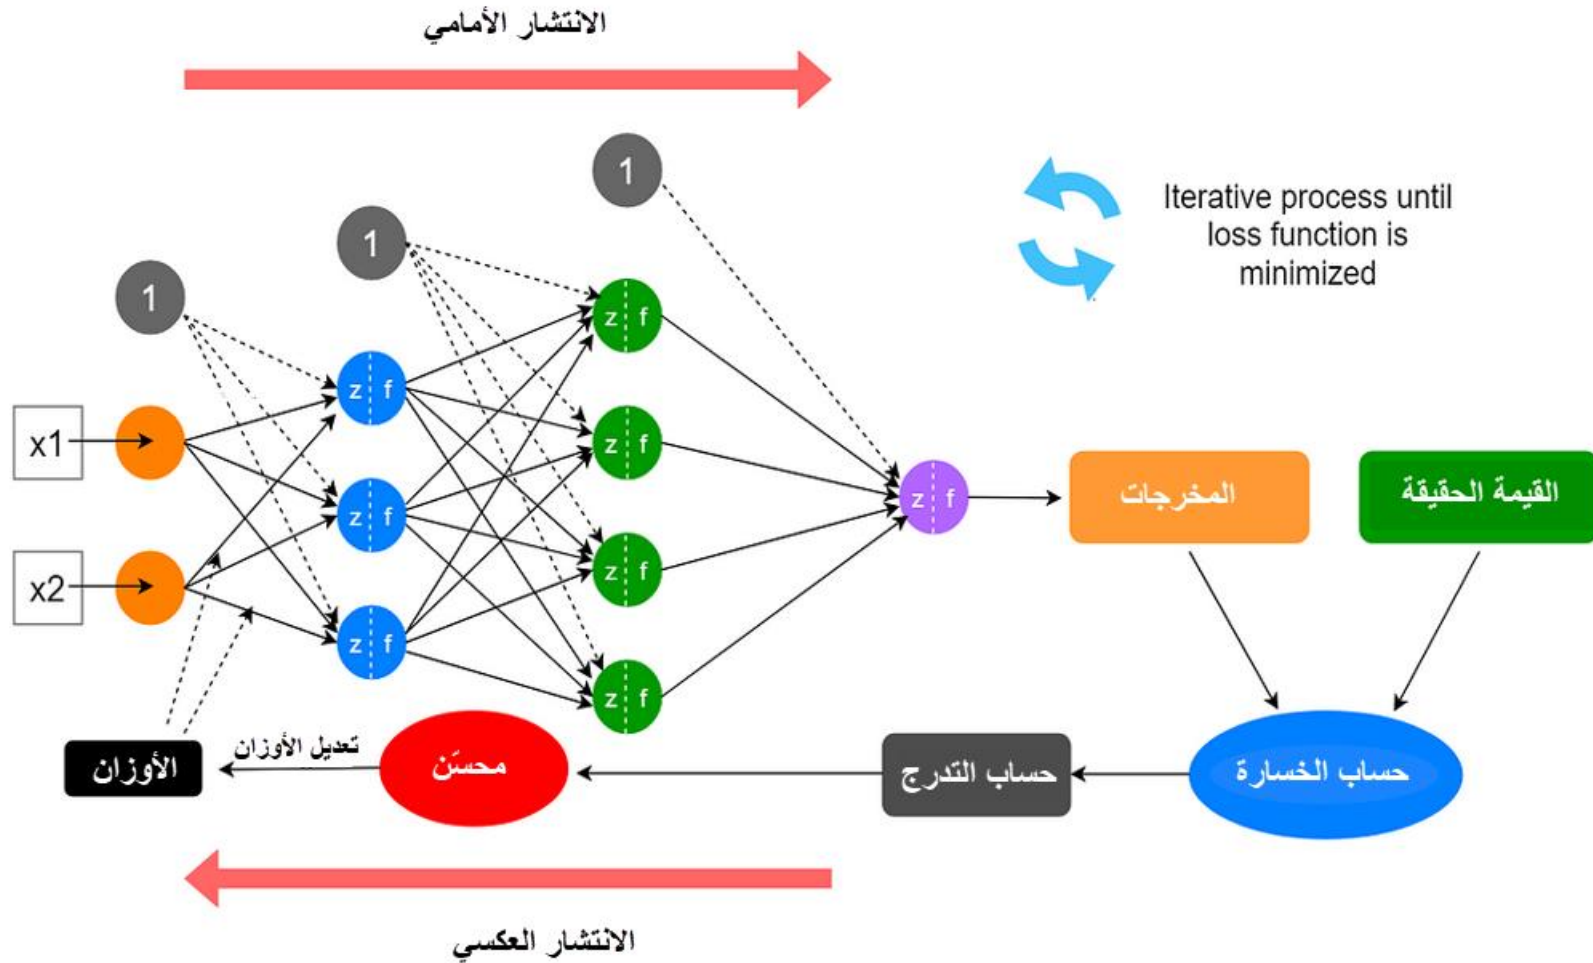 الانتشار الأمامي
1
1
1
Iterative process until
loss function is
minimized
z f
z f
z f
x1
z f
z f
z f
المخرجات
القيمة الحقيقة
x2
z f
z f
z f
الأوزان
تعديل الأوزان
محسّن
حساب التدرج
حساب الخسارة
الانتشار العكسي